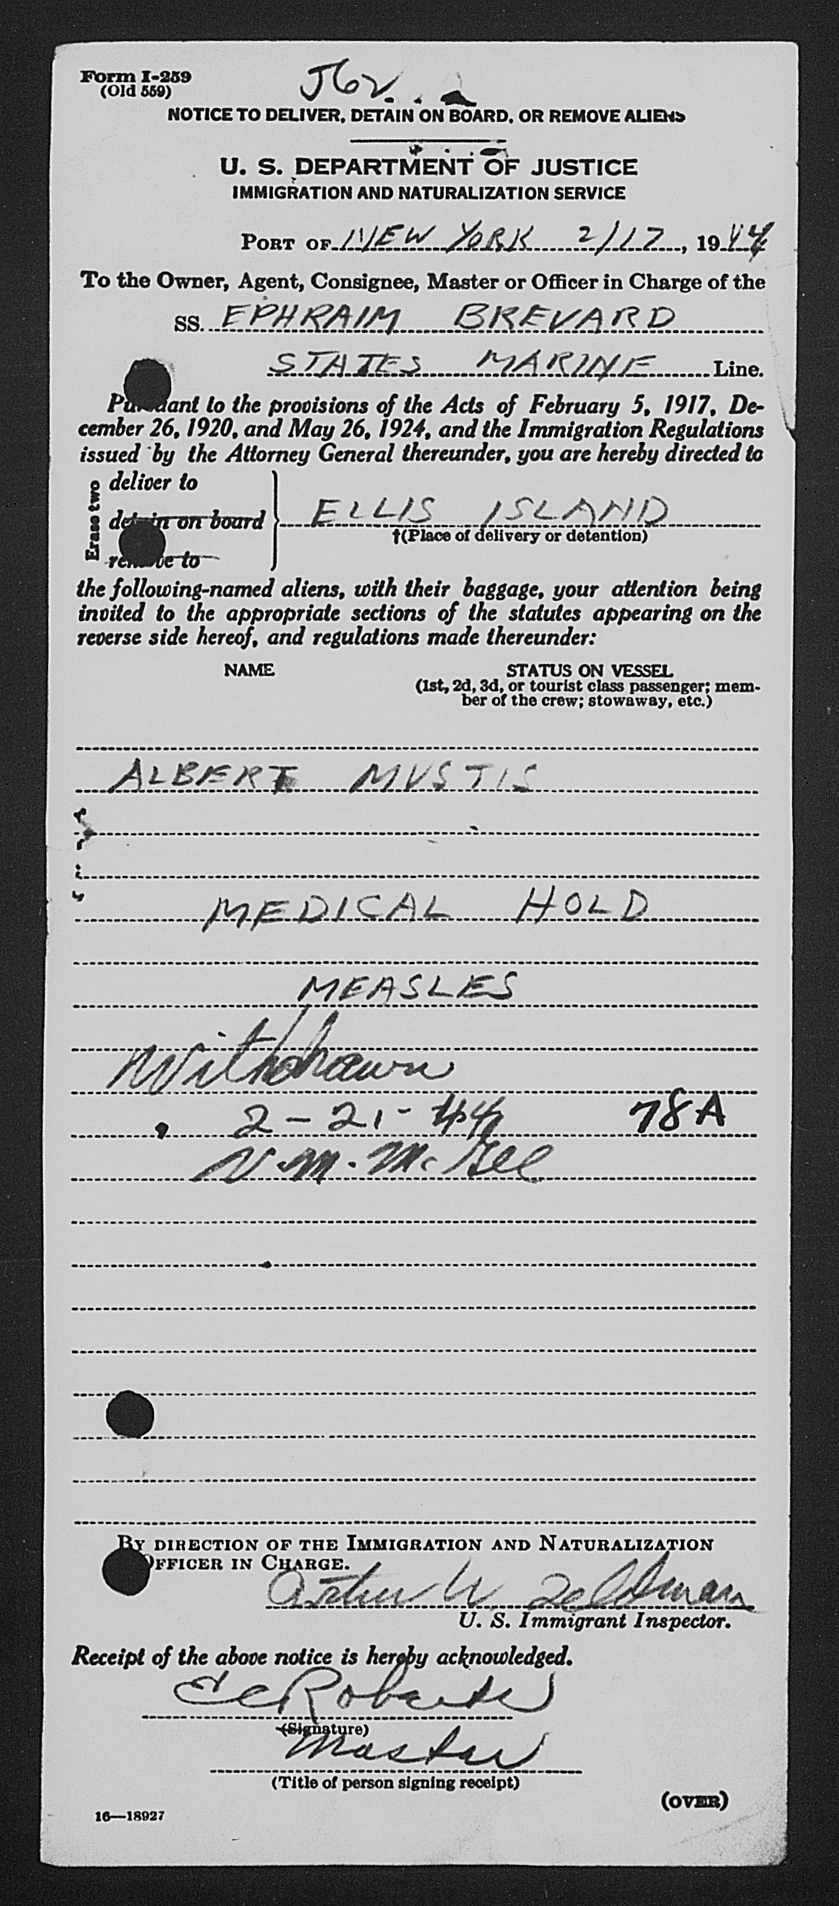 Form I-259
(Old 559)
NOTICE TO DELIVER, DETAIN ON BOARD, OR REMOVE ALIENS
U. S. DEPARTMENT OF JUSTICE
IMMIGRATION AND NATURALIZATION SERVICE
PORT OF NEW YORK 2/17, 1944
To the Owner, Agent, Consignee, Master or Officer in Charge of the
SS. EPHRAIM BREVARD
STATES MARINE Line.
Pursuant to the provisions of the Acts of February 5, 1917, De-
cember 26, 1920, and May 26, 1924, and the Immigration Regulations
issued by the Attorney General thereunder, you are hereby directed to
Erase two
deliver to
detain on board
remove to
ELLIS ISLAND
†(Place of delivery or detention)
the following-named aliens, with their baggage, your attention being
invited to the appropriate sections of the statutes appearing on the
reverse side hereof, and regulations made thereunder:
NAME STATUS ON VESSEL
(1st, 2d, 3d, or tourist class passenger; mem-
ber of the crew; stowaway, etc.)
ALBERT MUSTIS
MEDICAL HOLD
MEASLES
Withdrawn
2-21-44 78A
V.M. McGee
BY DIRECTION OF THE IMMIGRATION AND NATURALIZATION
OFFICER IN CHARGE.
Arthur W Feldman
U. S. Immigrant Inspector.
Receipt of the above notice is hereby acknowledged.
E C Roberts
(Signature)
Master
(Title of person signing receipt)
(OVER)
16—18927